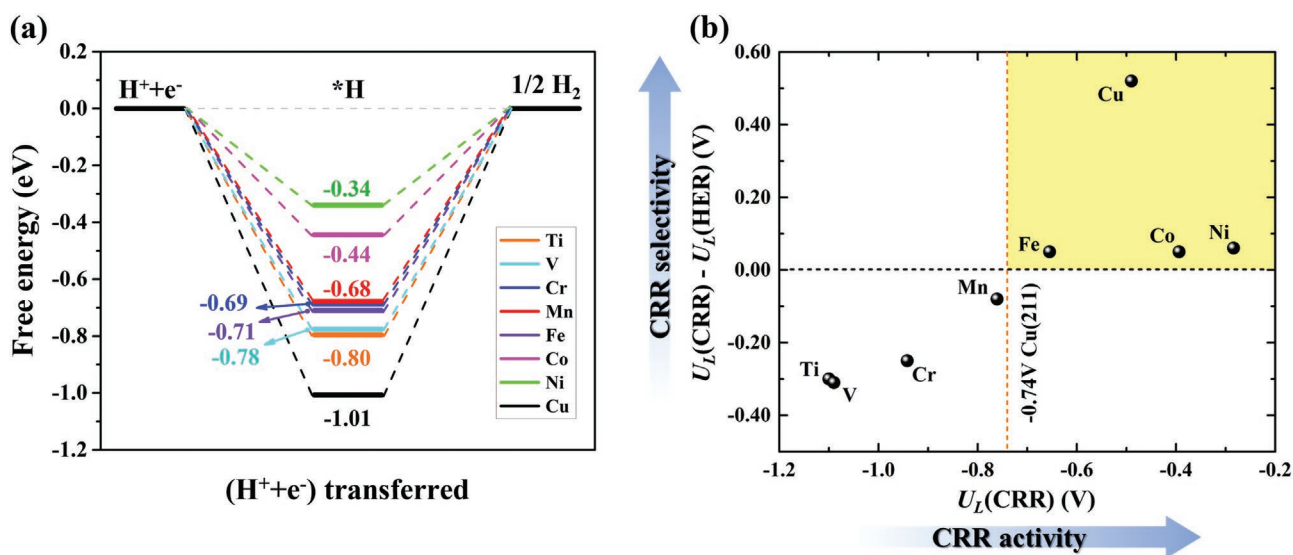 (a)
0.2
0.0
-0.2
-0.4
-0.6
-0.8
-1.0
-1.2
Free energy (eV)
H⁺+e⁻
*H
1/2 H₂
-0.34
-0.44
-0.68
-0.69
-0.71
-0.78
-0.80
-1.01
Ti
V
Cr
Mn
Fe
Co
Ni
Cu
(H⁺+e⁻) transferred
(b)
CRR selectivity
U_L(CRR) - U_L(HER) (V)
0.60
0.40
0.20
0.00
-0.20
-0.40
Cu
Fe
Co
Ni
Mn
Cr
Ti
V
-0.74V Cu(211)
-1.2
-1.0
-0.8
-0.6
-0.4
-0.2
U_L(CRR) (V)
CRR activity